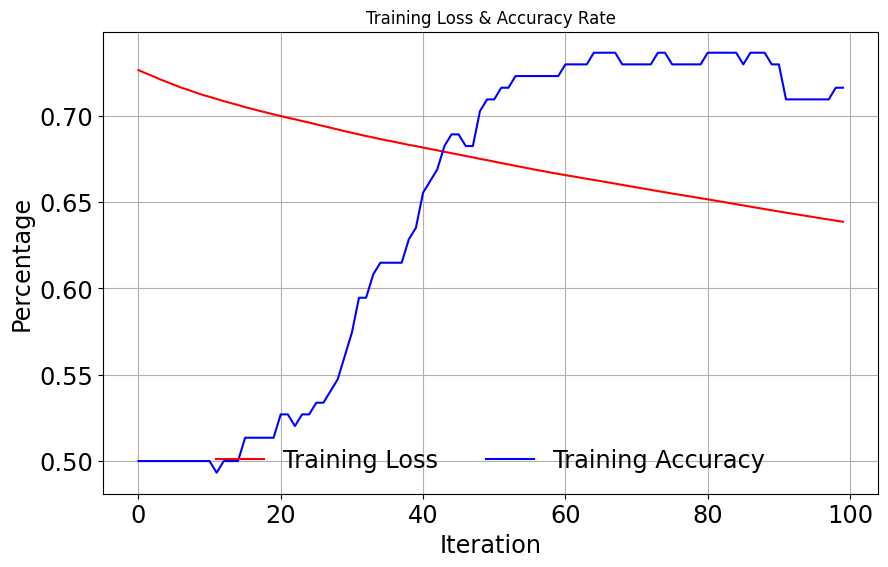 Training Loss & Accuracy Rate
0.70
0.65
0.60
0.55
0.50
Percentage
Training Loss Training Accuracy
0 20 40 60 80 100
Iteration